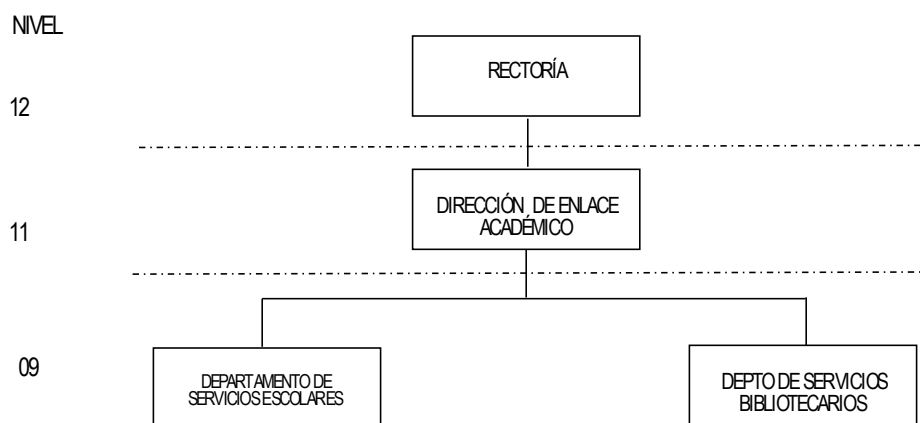 NIVEL
RECTORÍA
12
DIRECCIÓN DE ENLACE
ACADÉMICO
11
09
DEPARTAMENTO DE
SERVICIOS ESCOLARES
DEPTO DE SERVICIOS
BIBLIOTECARIOS